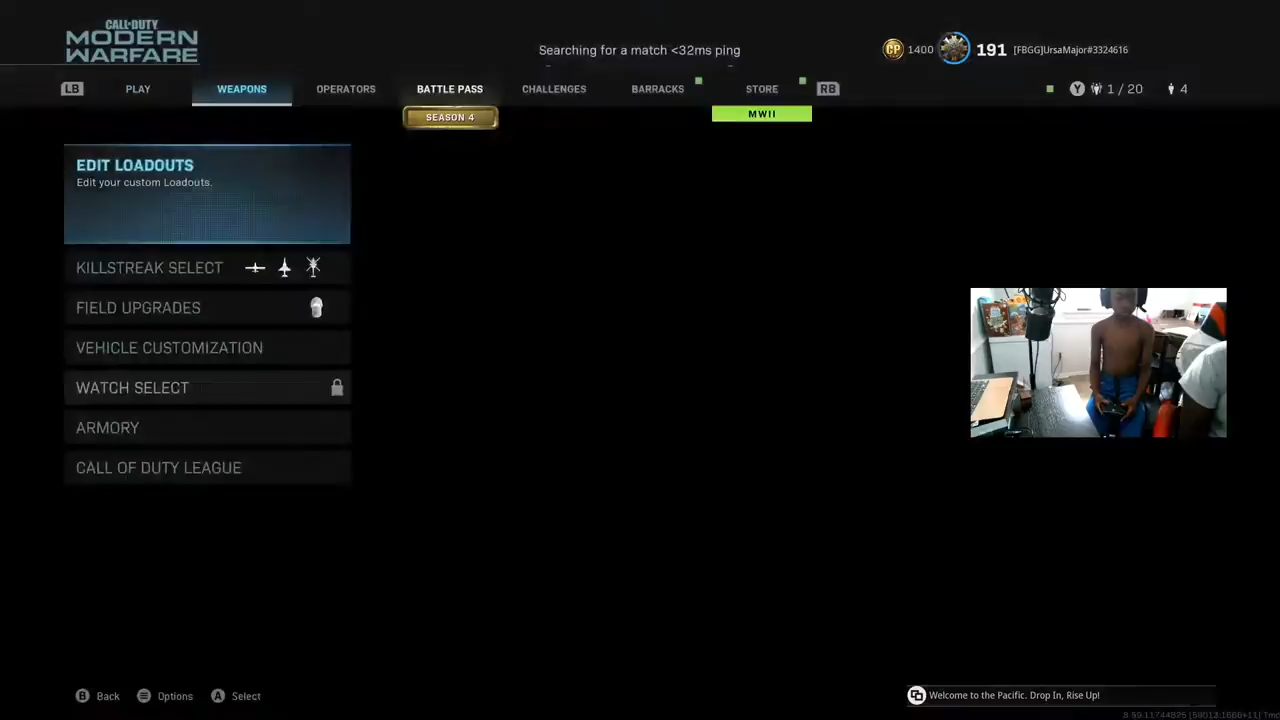 CALL OF DUTY
MODERN
WARFARE
Searching for a match <32ms ping
CP 1400 191 [FBGG]UrsaMajor#3324616
LB PLAY WEAPONS OPERATORS BATTLE PASS CHALLENGES BARRACKS STORE RB Y 1 / 20 4
SEASON 4 MWII
EDIT LOADOUTS
Edit your custom Loadouts.
KILLSTREAK SELECT
FIELD UPGRADES
VEHICLE CUSTOMIZATION
WATCH SELECT
ARMORY
CALL OF DUTY LEAGUE
B Back Options A Select
Welcome to the Pacific. Drop In, Rise Up!